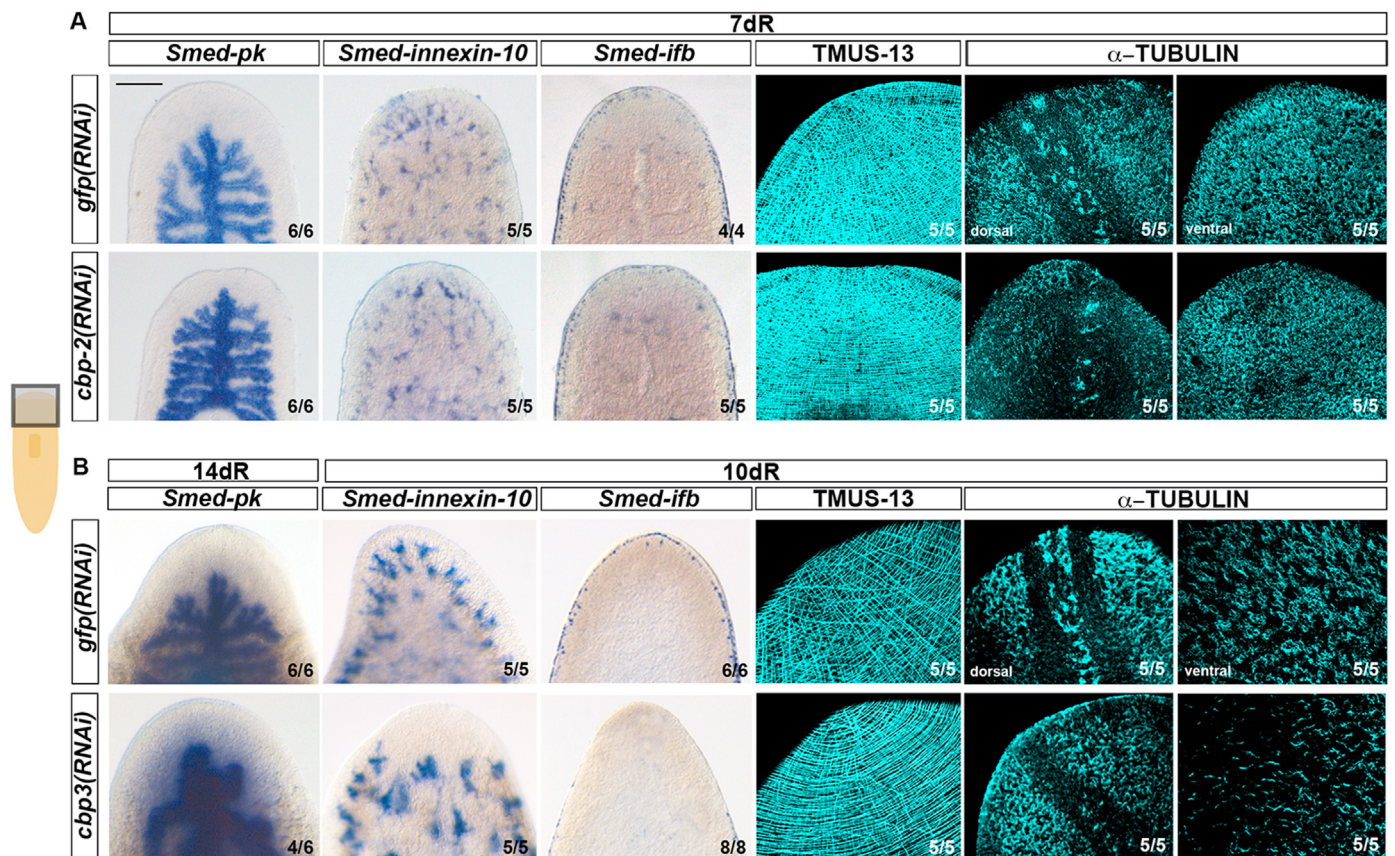 A
7dR
Smed-pk Smed-innexin-10 Smed-ifb TMUS-13 α–TUBULIN
gfp(RNAi)
6/6 5/5 4/4 5/5 dorsal 5/5 ventral 5/5
cbp-2(RNAi)
6/6 5/5 5/5 5/5 5/5 5/5
B
14dR 10dR
Smed-pk Smed-innexin-10 Smed-ifb TMUS-13 α–TUBULIN
gfp(RNAi)
6/6 5/5 6/6 5/5 dorsal 5/5 ventral 5/5
cbp3(RNAi)
4/6 5/5 8/8 5/5 5/5 5/5